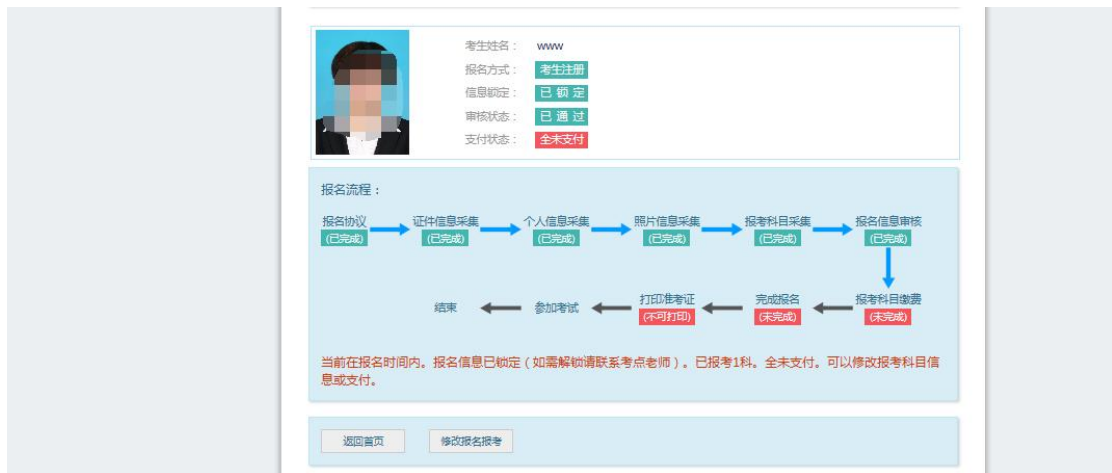 考生姓名： www
报名方式： 考生注册
信息锁定： 已 锁 定
审核状态： 已 通 过
支付状态： 全未支付
报名流程：
报名协议 证件信息采集 个人信息采集 照片信息采集 报考科目采集 报名信息审核
(已完成) (已完成) (已完成) (已完成) (已完成) (已完成)
结束 参加考试 打印准考证 完成报名 报考科目缴费
(不可打印) (未完成) (未完成)
当前在报名时间内。报名信息已锁定（如需解锁请联系考点老师）。已报考1科。全未支付。可以修改报考科目信
息或支付。
返回首页 修改报名报考